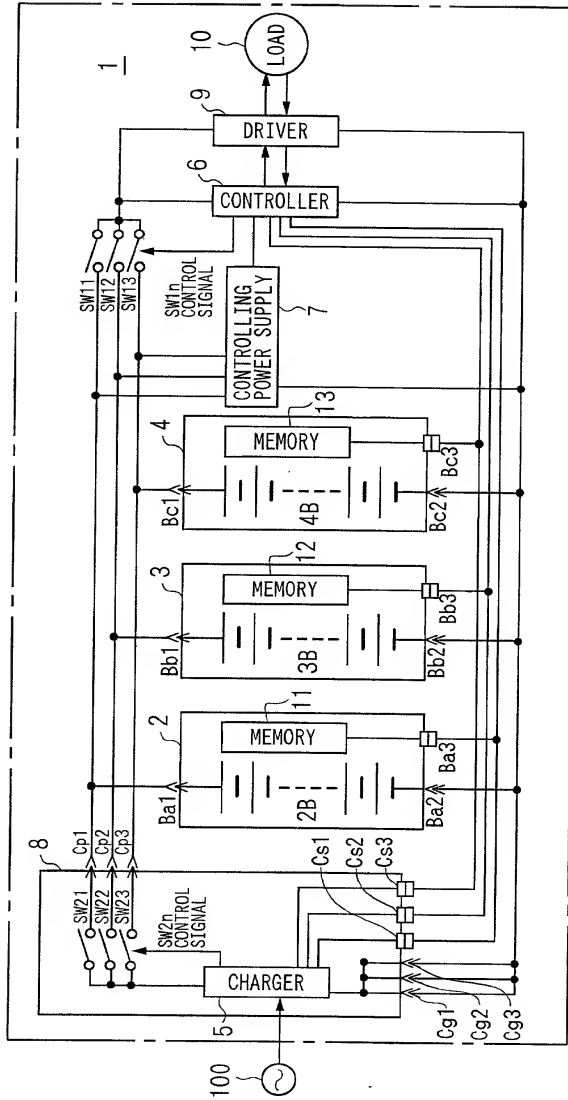 1
10
LOAD
9
DRIVER
6
CONTROLLER
SW11
SW12
SW13
SW1n
CONTROL
SIGNAL
CONTROLLING
POWER SUPPLY
7
4
13
MEMORY
4B
Bc1
Bc2
Bc3
3
12
MEMORY
3B
Bb1
Bb2
Bb3
2
11
MEMORY
2B
Ba1
Ba2
Ba3
8
Cp1
Cp2
Cp3
SW21
SW22
SW23
SW2n
CONTROL
SIGNAL
CHARGER
5
Cs1
Cs2
Cs3
Cg1
Cg2
Cg3
100